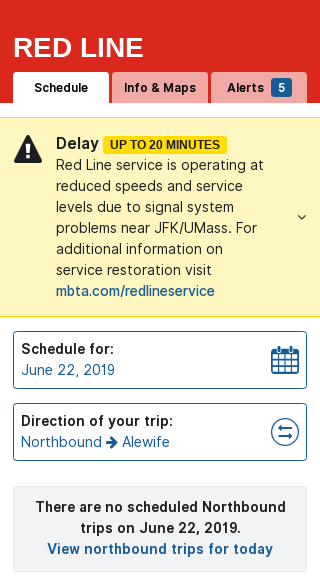 RED LINE
Schedule
Info & Maps
Alerts 5
Delay UP TO 20 MINUTES
Red Line service is operating at
reduced speeds and service
levels due to signal system
problems near JFK/UMass. For
additional information on
service restoration visit
mbta.com/redlineservice
Schedule for:
June 22, 2019
Direction of your trip:
Northbound → Alewife
There are no scheduled Northbound
trips on June 22, 2019.
View northbound trips for today